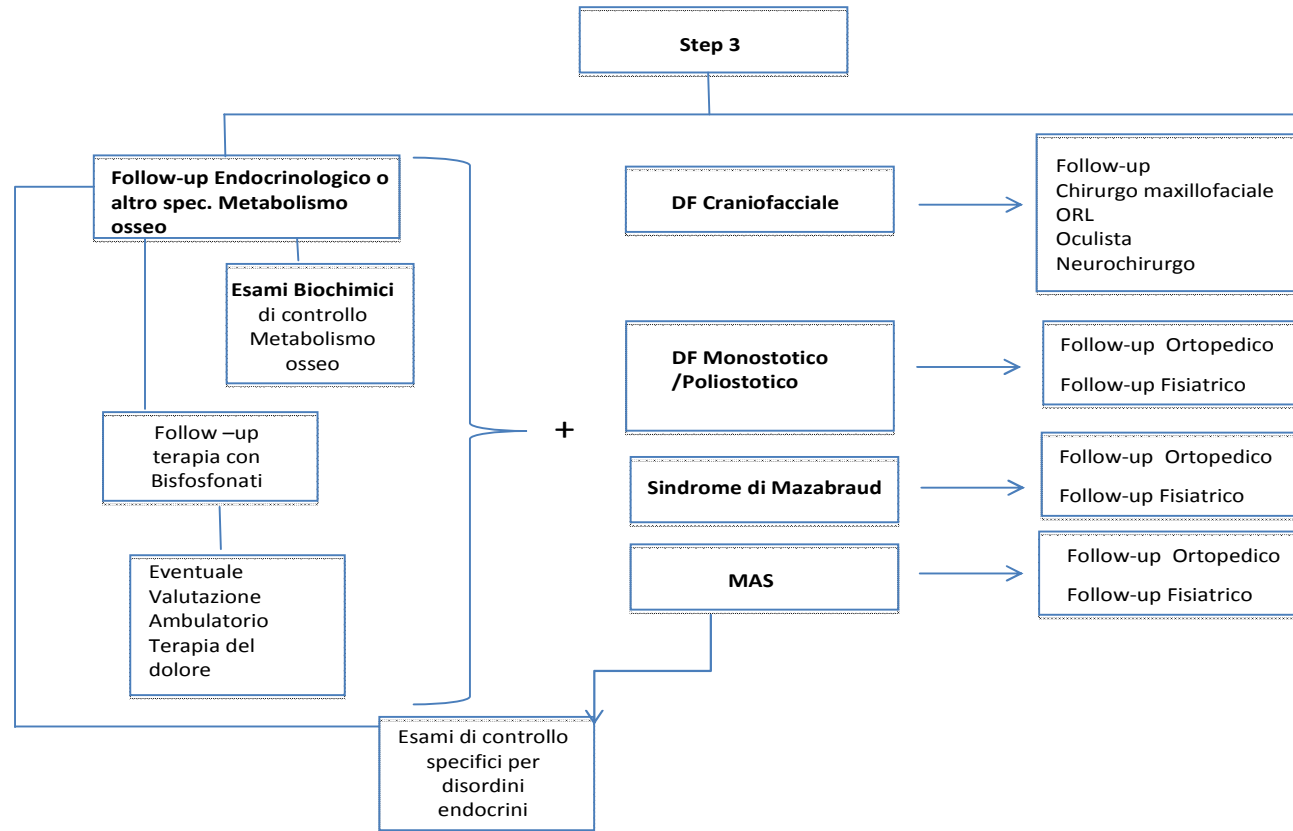 Step 3
Follow-up Endocrinologico o
altro spec. Metabolismo
osseo
Esami Biochimici
di controllo
Metabolismo
osseo
Follow –up
terapia con
Bisfosfonati
Eventuale
Valutazione
Ambulatorio
Terapia del
dolore
+
DF Craniofacciale
Follow-up
Chirurgo maxillofaciale
ORL
Oculista
Neurochirurgo
DF Monostotico
/Poliostotico
Follow-up Ortopedico
Follow-up Fisiatrico
Sindrome di Mazabraud
Follow-up Ortopedico
Follow-up Fisiatrico
MAS
Follow-up Ortopedico
Follow-up Fisiatrico
Esami di controllo
specifici per
disordini
endocrini